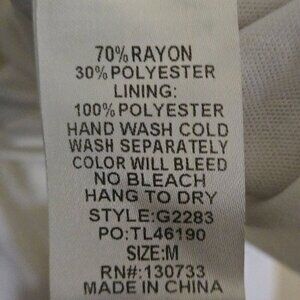 70% RAYON
30% POLYESTER
LINING:
100% POLYESTER
HAND WASH COLD
WASH SEPARATELY
COLOR WILL BLEED
NO BLEACH
HANG TO DRY
STYLE:G2283
PO:TL46190
SIZE:M
RN#:130733
MADE IN CHINA